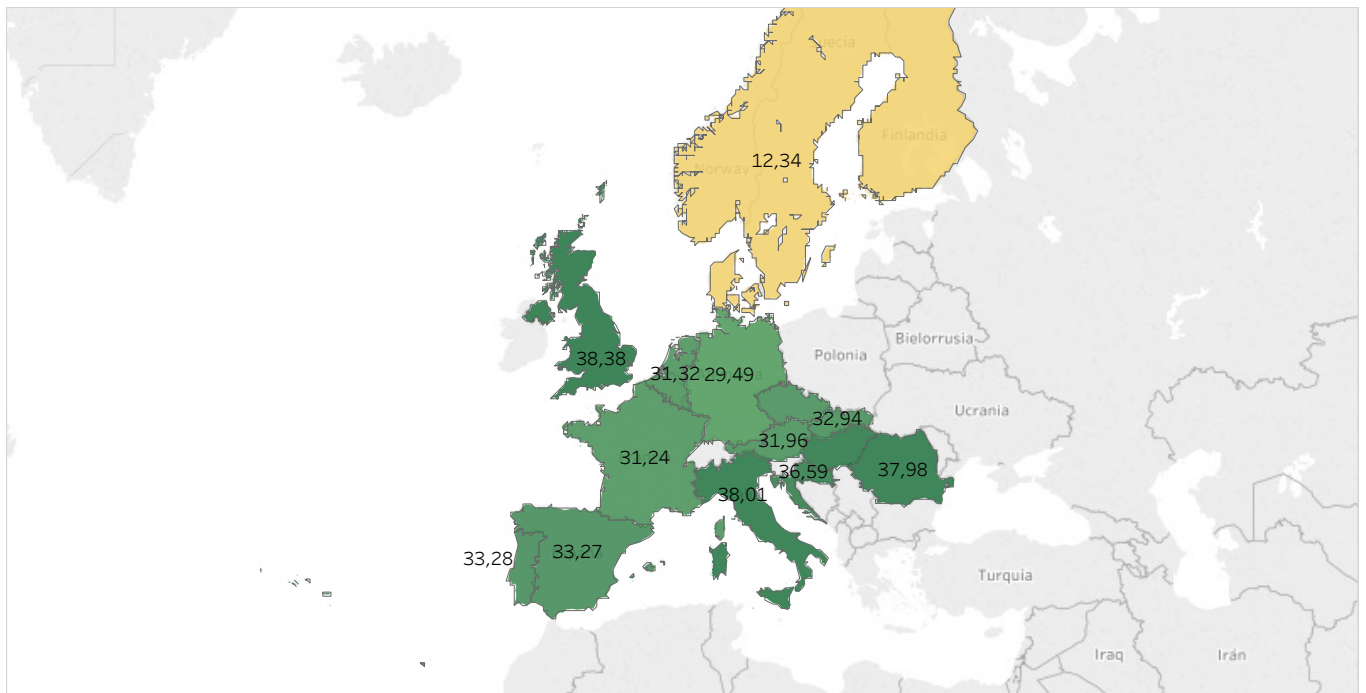 Suecia
Finlandia
Norway
12,34
38,38
31,32
29,49
Polonia
Bielorrusia
Ucrania
32,94
31,96
31,24
36,59
37,98
38,01
33,28
33,27
Turquía
Iraq
Irán